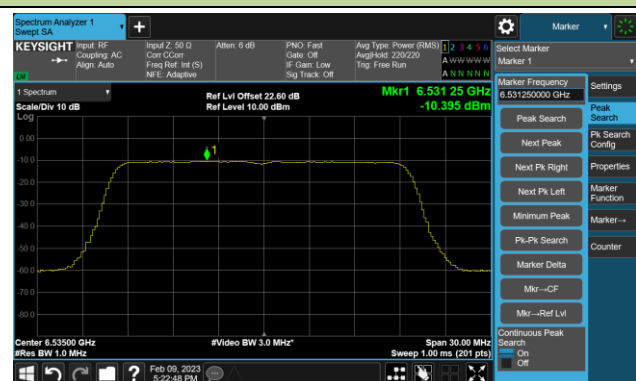 Spectrum Analyzer 1
Swept SA
+
Marker
KEYSIGHT
Input: RF
Coupling: AC
Align: Auto
Input Z: 50 Ω
Corr CCorr
Freq Ref: Int (S)
NFE: Adaptive
Atten: 6 dB
PNO: Fast
Gate: Off
IF Gain: Low
Sig Track: Off
Avg Type: Power (RMS)
Avg|Hold: 220/220
Trig: Free Run
1 2 3 4 5 6
A W W W W W
A N N N N N
LV
Select Marker
Marker 1
1 Spectrum
Scale/Div 10 dB
Log
Ref Lvl Offset 22.60 dB
Ref Level 10.00 dBm
Mkr1 6.531 25 GHz
-10.395 dBm
0.00
-10.0
-20.0
-30.0
-40.0
-50.0
-60.0
-70.0
-80.0
1
Center 6.53500 GHz
#Res BW 1.0 MHz
#Video BW 3.0 MHz*
Span 30.00 MHz
Sweep 1.00 ms (201 pts)
Marker Frequency
6.531250000 GHz
Peak Search
Next Peak
Next Pk Right
Next Pk Left
Minimum Peak
Pk-Pk Search
Marker Delta
Mkr→CF
Mkr→Ref Lvl
Continuous Peak
Search
On
Off
Settings
Peak
Search
Pk Search
Config
Properties
Marker
Function
Marker→
Counter
?
Feb 09, 2023
5:22:48 PM